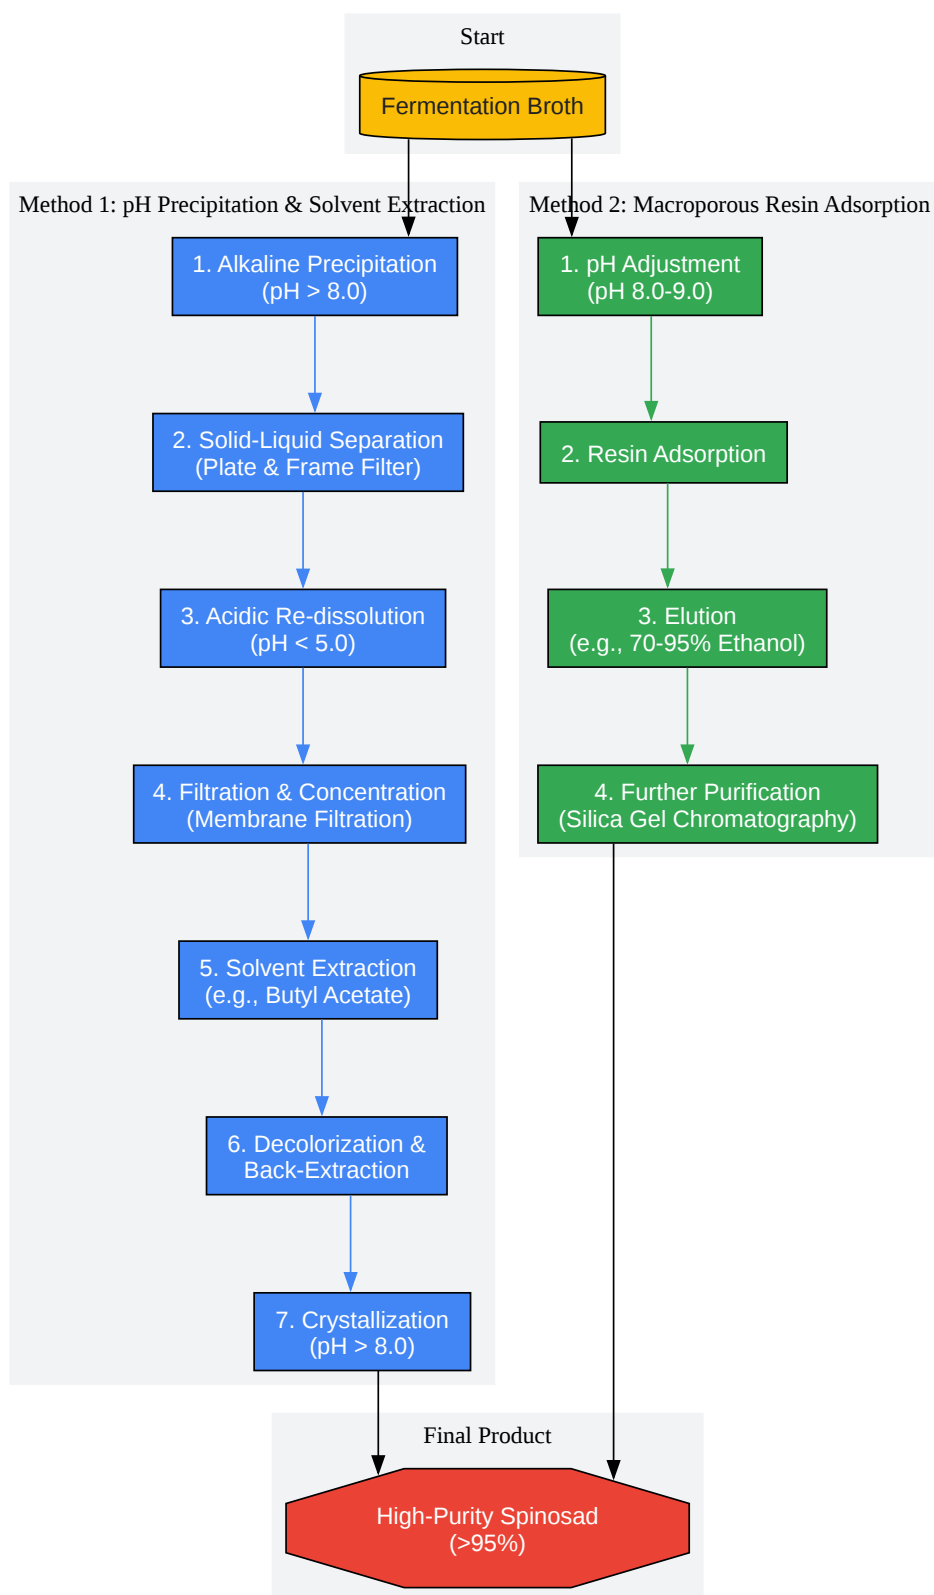 Start
Fermentation Broth
Method 1: pH Precipitation & Solvent Extraction
1. Alkaline Precipitation
(pH > 8.0)
2. Solid-Liquid Separation
(Plate & Frame Filter)
3. Acidic Re-dissolution
(pH < 5.0)
4. Filtration & Concentration
(Membrane Filtration)
5. Solvent Extraction
(e.g., Butyl Acetate)
6. Decolorization &
Back-Extraction
7. Crystallization
(pH > 8.0)
Method 2: Macroporous Resin Adsorption
1. pH Adjustment
(pH 8.0-9.0)
2. Resin Adsorption
3. Elution
(e.g., 70-95% Ethanol)
4. Further Purification
(Silica Gel Chromatography)
Final Product
High-Purity Spinosad
(>95%)